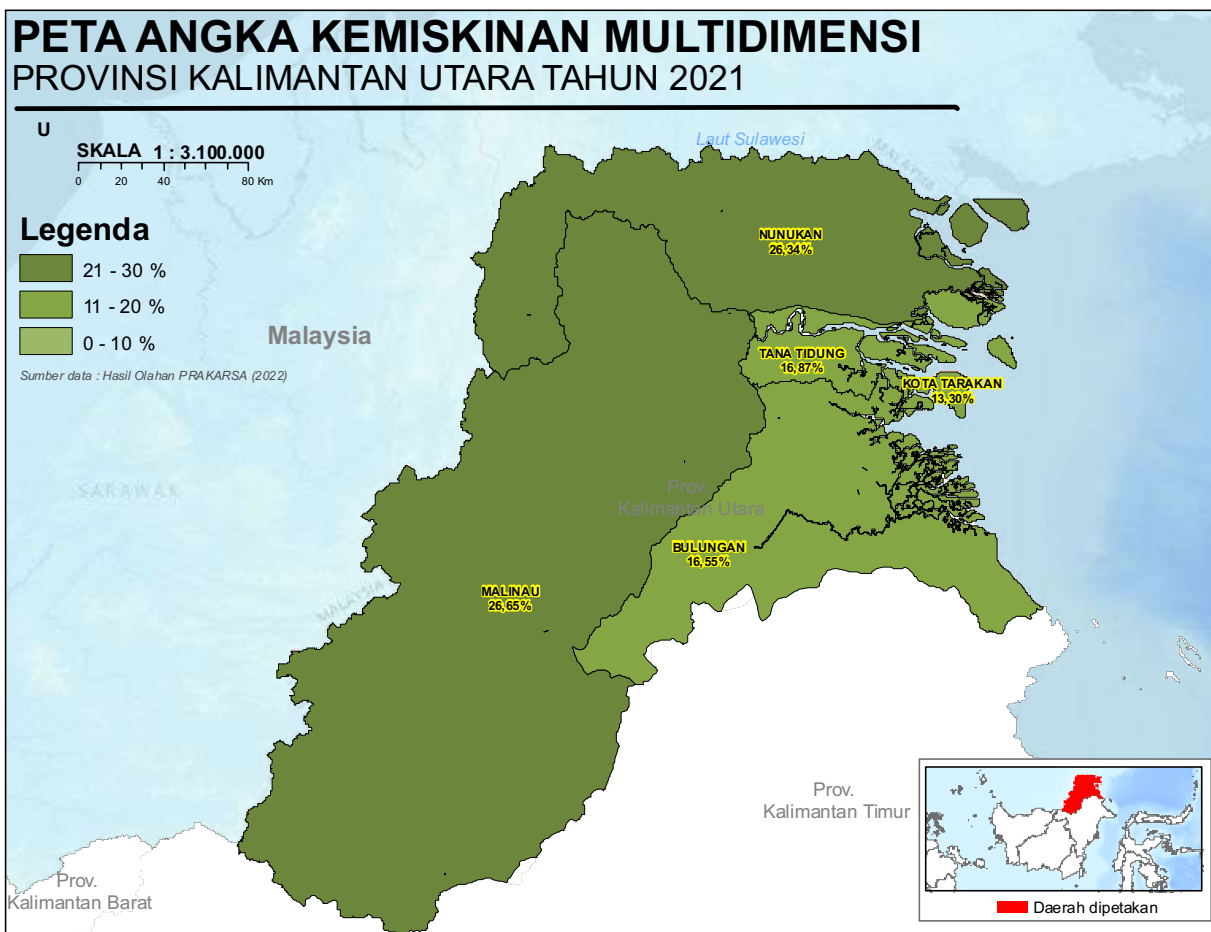 PETA ANGKA KEMISKINAN MULTIDIMENSI
PROVINSI KALIMANTAN UTARA TAHUN 2021
U
SKALA 1 : 3.100.000
0 20 40 80 Km
Laut Sulawesi
MALAYSIA
Legenda
21 - 30 %
11 - 20 %
0 - 10 %
Sumber data : Hasil Olahan PRAKARSA (2022)
Malaysia
NUNUKAN
26,34%
TANA TIDUNG
16,87%
KOTA TARAKAN
13,30%
SARAWAK
Prov.
Kalimantan Utara
BULUNGAN
16,55%
MALINAU
26,65%
MALAYSIA
Prov.
Kalimantan Timur
Prov.
Kalimantan Barat
Daerah dipetakan